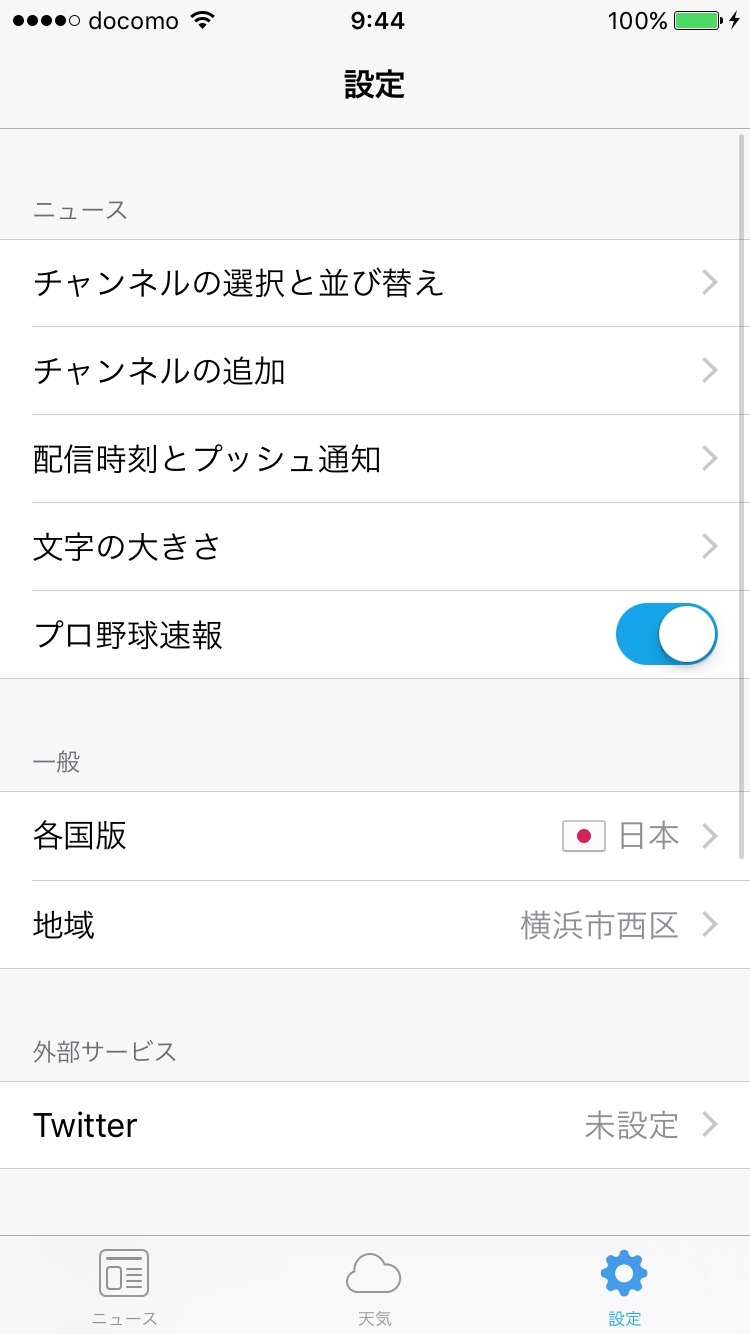 docomo 9:44 100%
設定
ニュース
チャンネルの選択と並び替え
チャンネルの追加
配信時刻とプッシュ通知
文字の大きさ
プロ野球速報
一般
各国版 日本
地域 横浜市西区
外部サービス
Twitter 未設定
ニュース 天気 設定